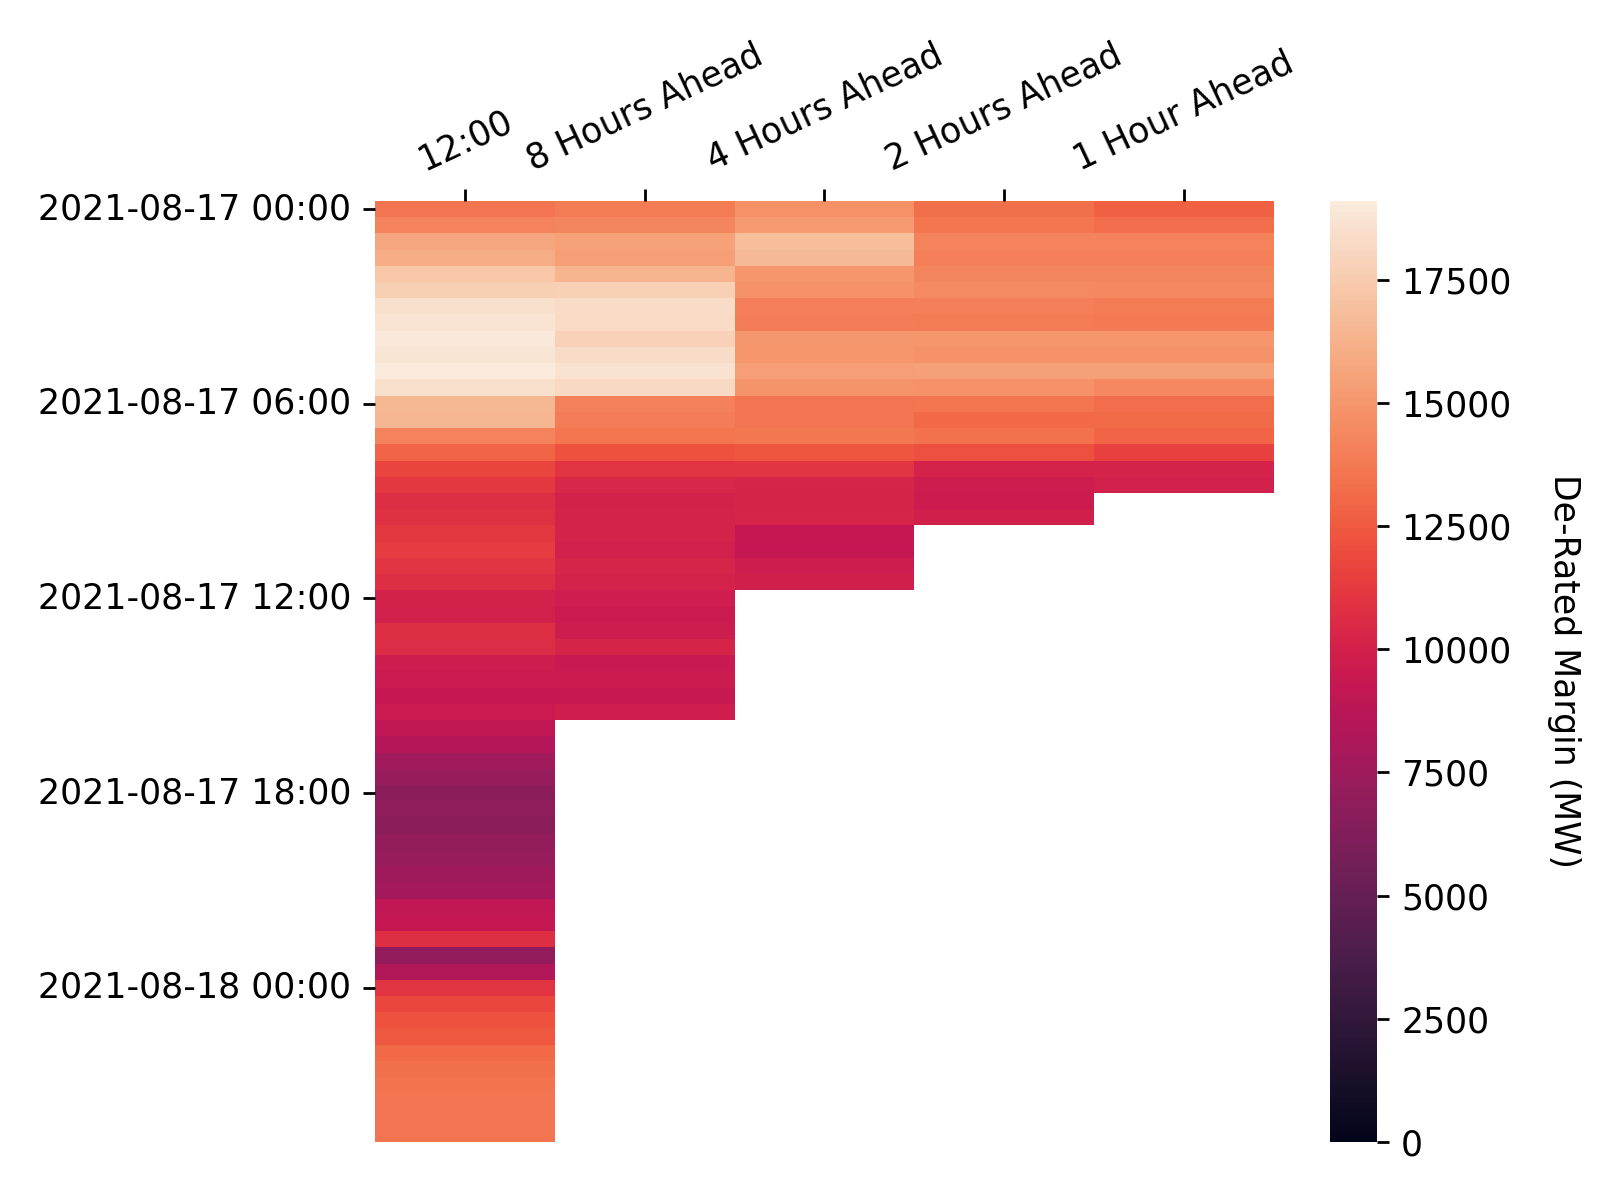 12:00
8 Hours Ahead
4 Hours Ahead
2 Hours Ahead
1 Hour Ahead
2021-08-17 00:00
2021-08-17 06:00
2021-08-17 12:00
2021-08-17 18:00
2021-08-18 00:00
17500
15000
12500
10000
7500
5000
2500
0
De-Rated Margin (MW)